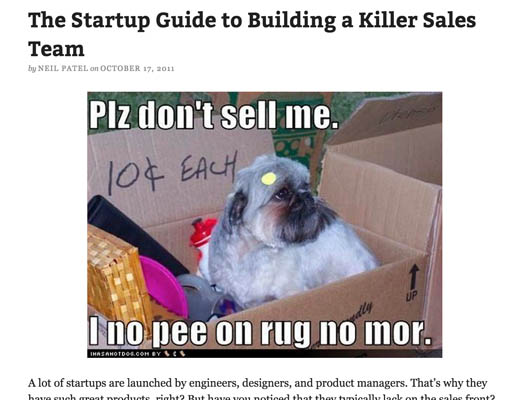 The Startup Guide to Building a Killer Sales
Team
by NEIL PATEL on OCTOBER 17, 2011
Plz don't sell me.
10¢ EACH
UP
I no pee on rug no mor.
IHASAHOTDOG.COM BY
A lot of startups are launched by engineers, designers, and product managers. That's why they
have such great products, right? But have you noticed that they typically lack on the sales front?